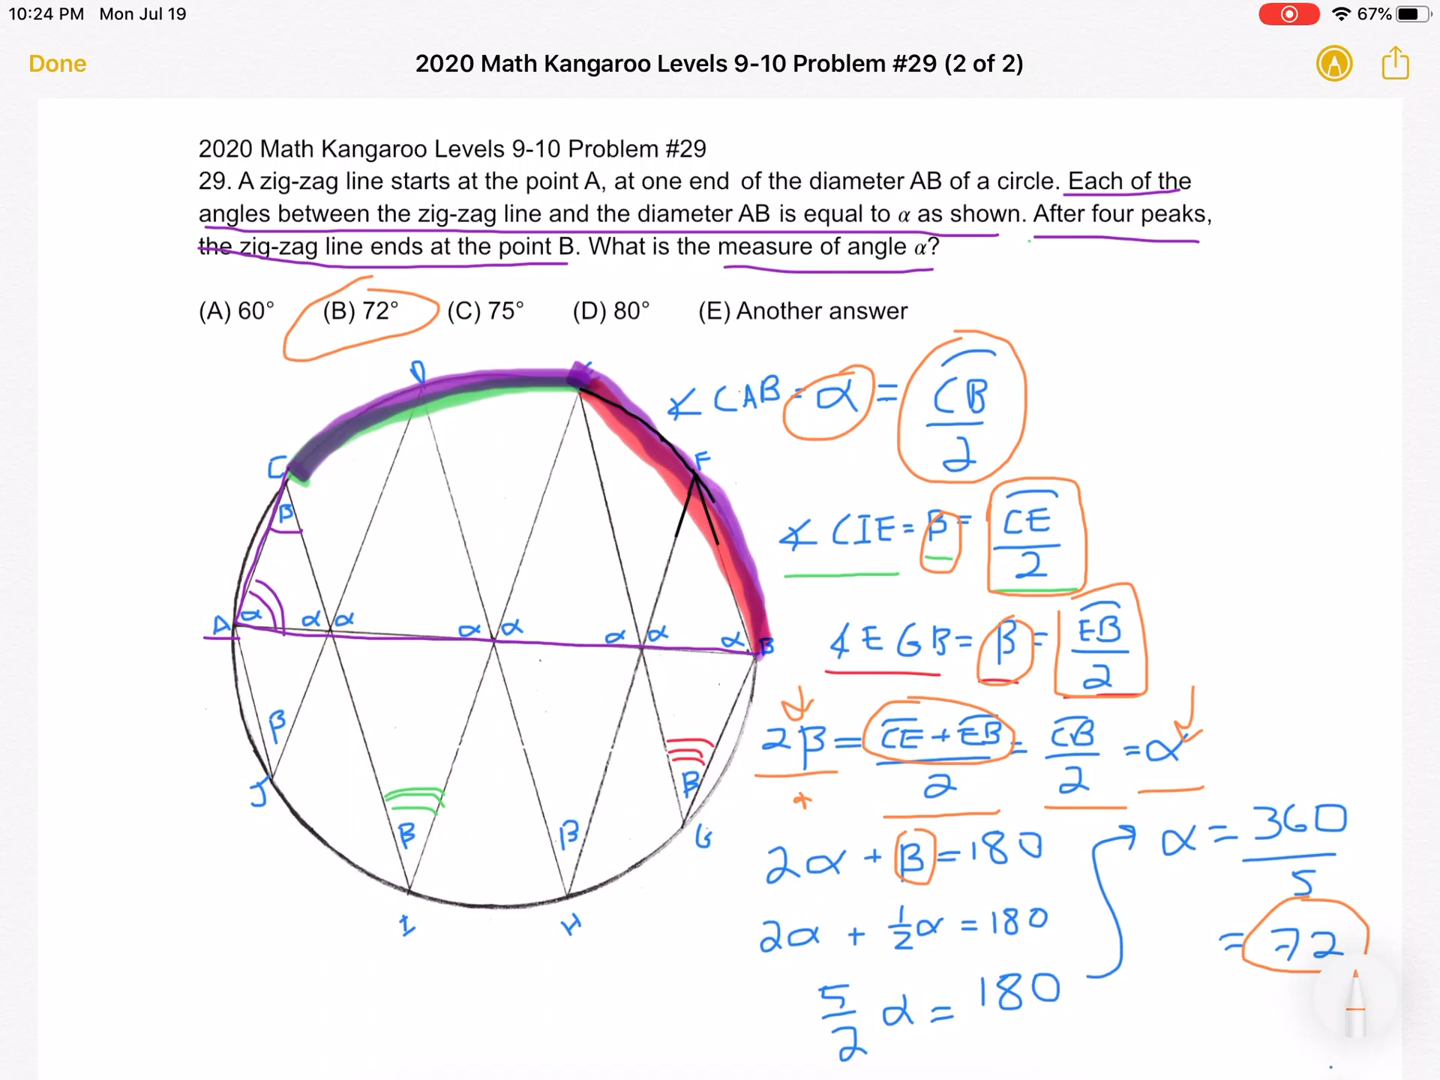 10:24 PM Mon Jul 19
67%
Done
2020 Math Kangaroo Levels 9-10 Problem #29 (2 of 2)
2020 Math Kangaroo Levels 9-10 Problem #29
29. A zig-zag line starts at the point A, at one end of the diameter AB of a circle. Each of the
angles between the zig-zag line and the diameter AB is equal to α as shown. After four peaks,
the zig-zag line ends at the point B. What is the measure of angle α?
(A) 60° (B) 72° (C) 75° (D) 80° (E) Another answer
D
C
F
β
A α α α α α α α α B
β
J
β
β
β
G
I
H
∡ CAB = α = CB/2
∡ CIE = β = CE/2
∡ EGB = β = EB/2
2β = CE + EB / 2 = CB/2 = α
2α + β = 180
2α + 1/2 α = 180
5/2 α = 180
α = 360/5
= 72